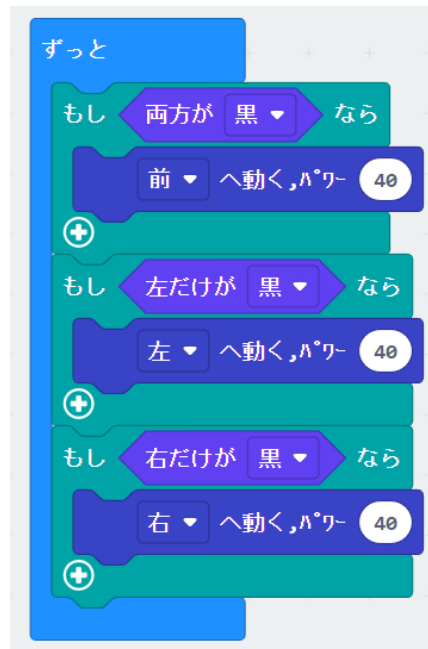 ずっと
もし 両方が 黒 なら
前 へ動く,ﾊﾟﾜｰ 40
もし 左だけが 黒 なら
左 へ動く,ﾊﾟﾜｰ 40
もし 右だけが 黒 なら
右 へ動く,ﾊﾟﾜｰ 40